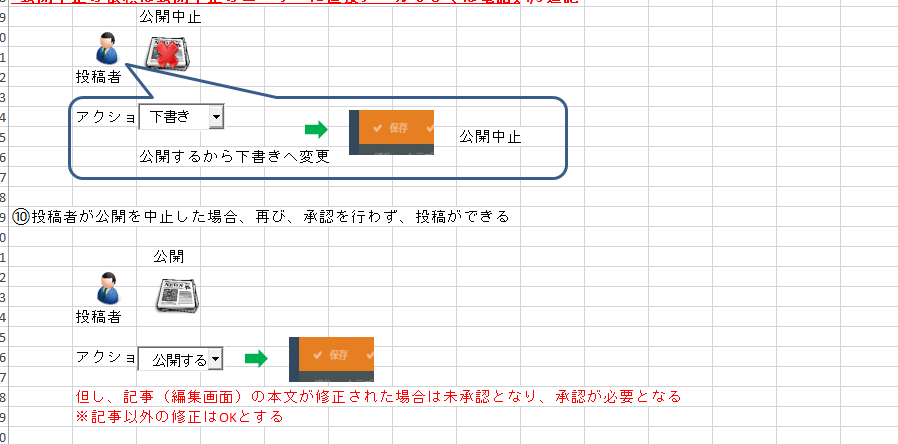 公開中止
投稿者
アクショ 下書き
保存
公開中止
公開するから下書きへ変更
⑩投稿者が公開を中止した場合、再び、承認を行わず、投稿ができる
公開
NEWS
投稿者
アクショ 公開する
保存
但し、記事（編集画面）の本文が修正された場合は未承認となり、承認が必要となる
※記事以外の修正はOKとする